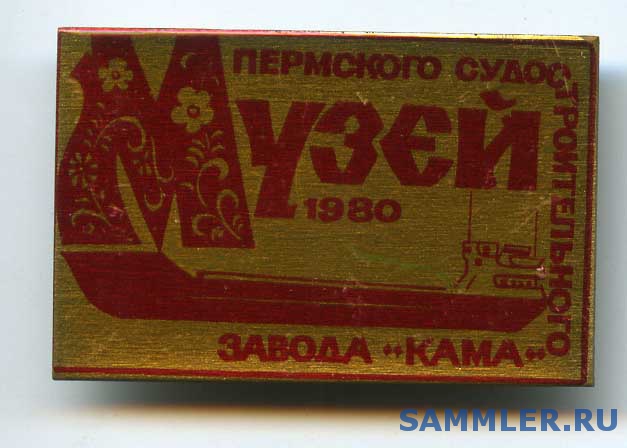 Музей
ПЕРМСКОГО СУДОСТРОИТЕЛЬНОГО
ЗАВОДА «КАМА»
1980
SAMMLER.RU